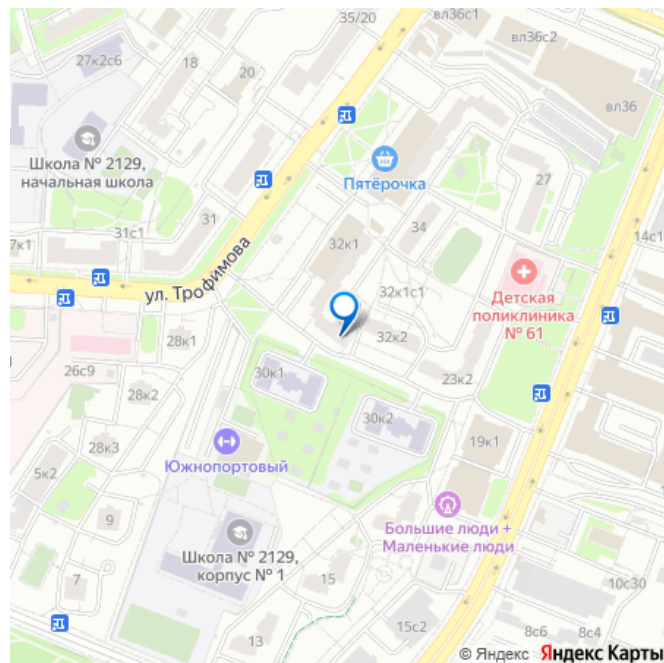 35/20
вл36с1
вл36с2
27к2с6
18
20
вл36
Школа № 2129,
начальная школа
Пятёрочка
27
31
34
31с1
14с1
7к1
32к1
ул. Трофимова
Детская
поликлиника
№ 61
32к1с1
28к1
32к2
26с9
30к1
23к2
28к2
30к2
19к1
28к3
Южнопортовый
5к2
9
Большие люди +
Маленькие люди
Школа № 2129,
корпус № 1
7
15
10с30
15с2
13
8с6
8с4
© Яндекс Яндекс Карты